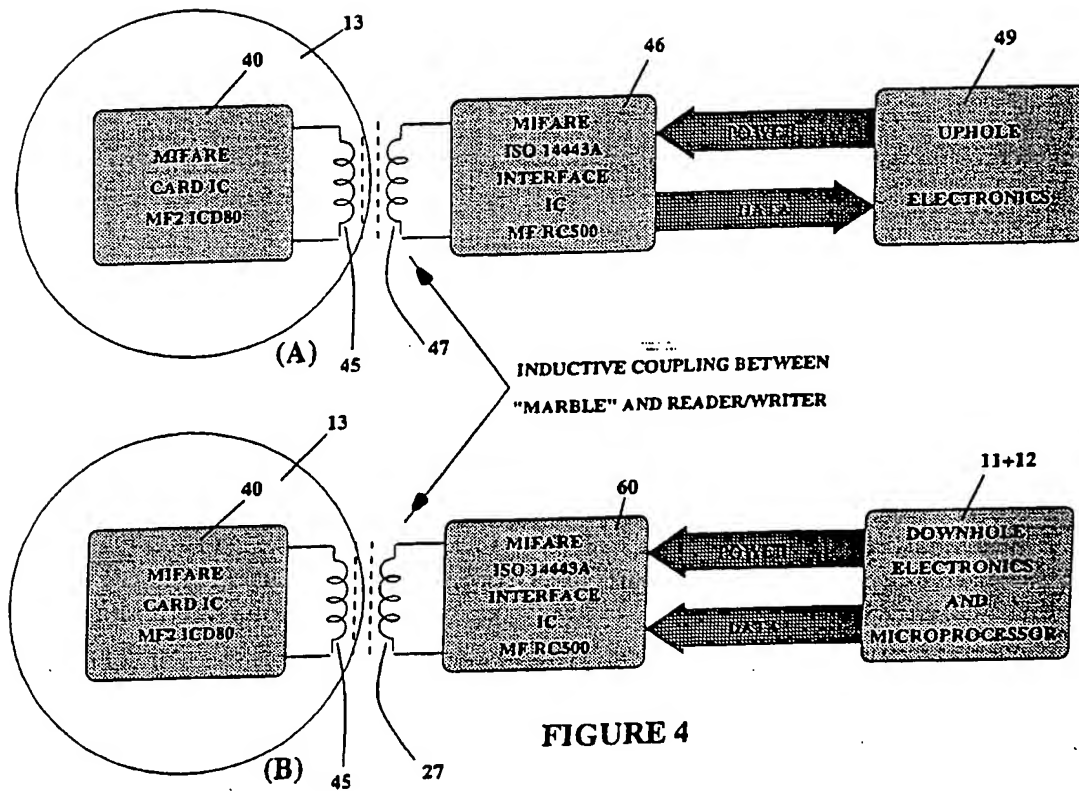 13
40
46
49
MIFARE
CARD IC
MF2 ICD80
MIFARE
ISO 14443A
INTERFACE
IC
MF RC500
POWER
DATA
UPHOLE
ELECTRONICS
(A)
45
47
INDUCTIVE COUPLING BETWEEN
"MARBLE" AND READER/WRITER
13
40
60
11+12
MIFARE
CARD IC
MF2 ICD80
MIFARE
ISO 14443A
INTERFACE
IC
MF RC500
POWER
DATA
DOWNHOLE
ELECTRONICS
AND
MICROPROCESSOR
(B)
45
27
FIGURE 4